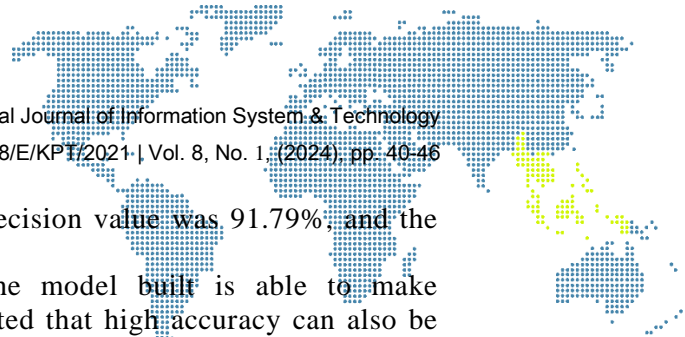 al Journal of Information System & Technology
8/E/KPT/2021 | Vol. 8, No. 1, (2024), pp. 40-46
ecision value was 91.79%, and the
ne model built is able to make
ted that high accuracy can also be